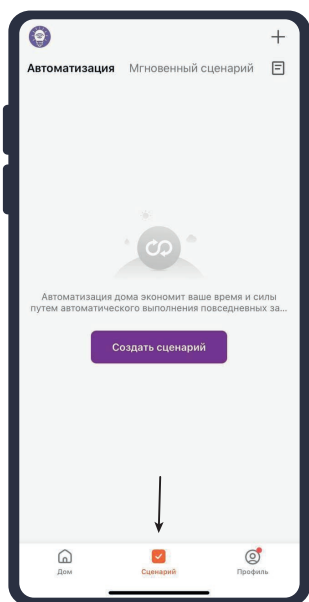 Автоматизация Мгновенный сценарий
Автоматизация дома экономит ваше время и силы
путем автоматического выполнения повседневных за...
Создать сценарий
Дом Сценарий Профиль